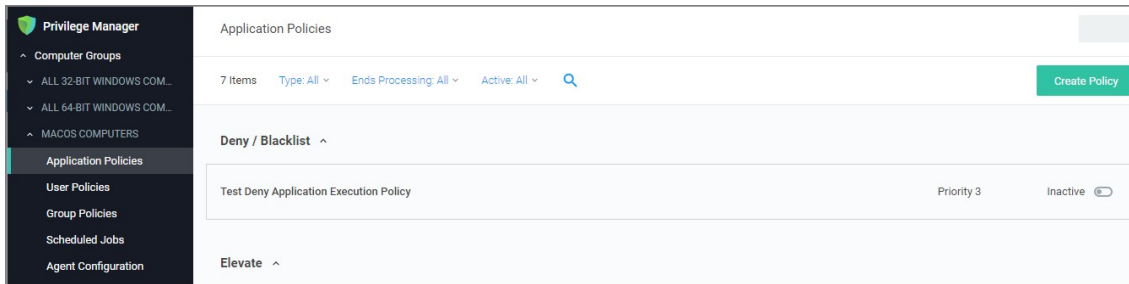 Privilege Manager
Computer Groups
ALL 32-BIT WINDOWS COM...
ALL 64-BIT WINDOWS COM...
MACOS COMPUTERS
Application Policies
User Policies
Group Policies
Scheduled Jobs
Agent Configuration
Application Policies
7 Items Type: All Ends Processing: All Active: All
Create Policy
Deny / Blacklist
Test Deny Application Execution Policy Priority 3 Inactive
Elevate